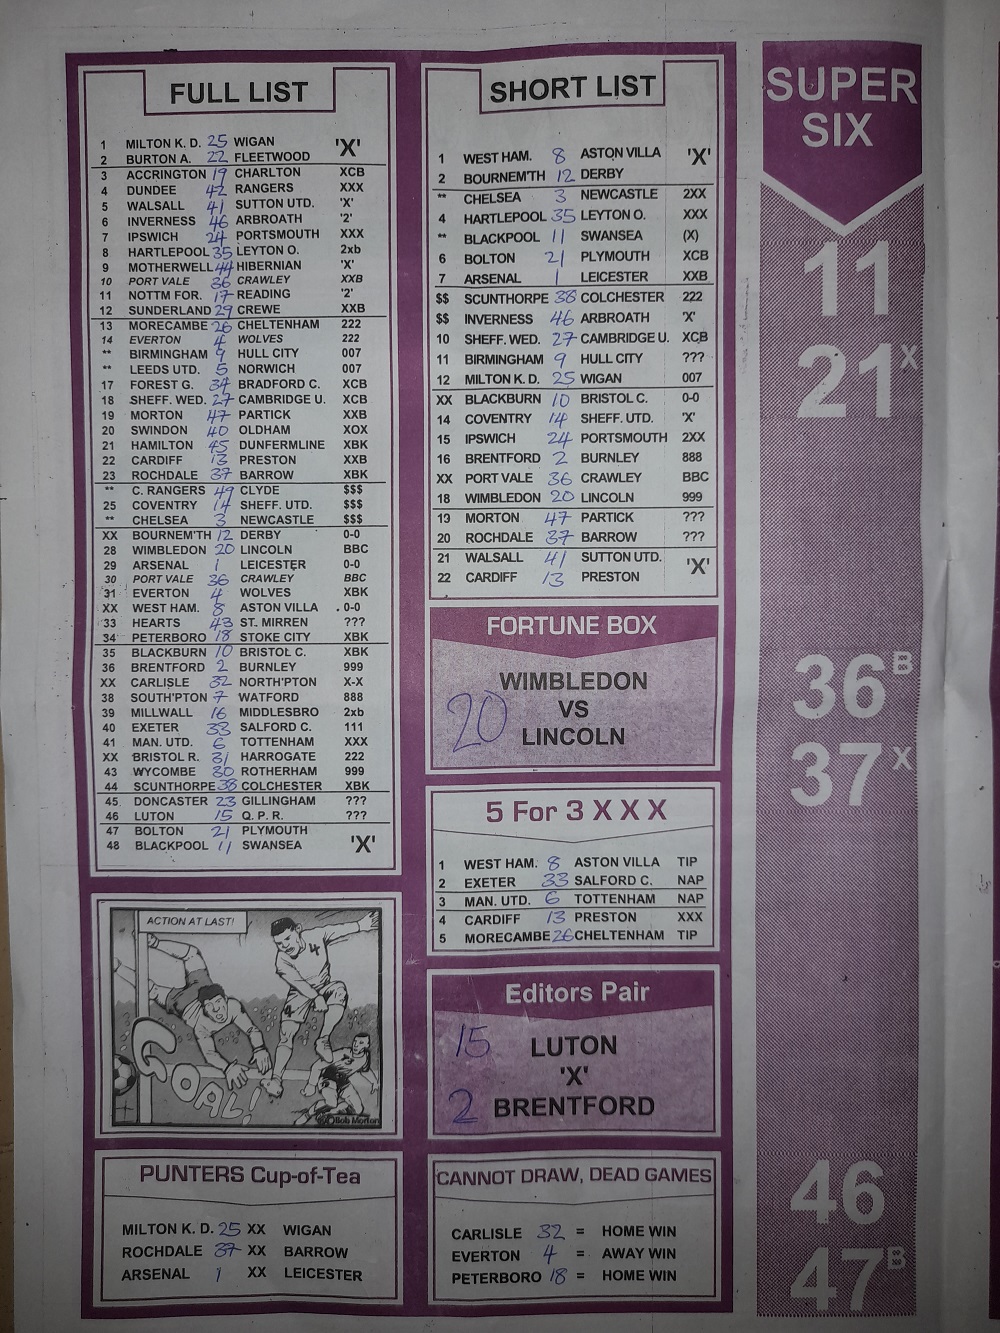 FULL LIST
1 MILTON K. D. 25 WIGAN 'X'
2 BURTON A. 22 FLEETWOOD
3 ACCRINGTON 19 CHARLTON XCB
4 DUNDEE 42 RANGERS XXX
5 WALSALL 41 SUTTON UTD. 'X'
6 INVERNESS 46 ARBROATH '2'
7 IPSWICH 24 PORTSMOUTH XXX
8 HARTLEPOOL 35 LEYTON O. 2xb
9 MOTHERWELL 44 HIBERNIAN 'X'
10 PORT VALE 36 CRAWLEY XXB
11 NOTTM FOR. 17 READING '2'
12 SUNDERLAND 29 CREWE XXB
13 MORECAMBE 26 CHELTENHAM 222
14 EVERTON 4 WOLVES 222
** BIRMINGHAM 9 HULL CITY 007
** LEEDS UTD. 5 NORWICH 007
17 FOREST G. 34 BRADFORD C. XCB
18 SHEFF. WED. 27 CAMBRIDGE U. XCB
19 MORTON 47 PARTICK XXB
20 SWINDON 40 OLDHAM XOX
21 HAMILTON 45 DUNFERMLINE XBK
22 CARDIFF 13 PRESTON XXB
23 ROCHDALE 37 BARROW XBK
** C. RANGERS 49 CLYDE $$$
25 COVENTRY 14 SHEFF. UTD. $$$
** CHELSEA 3 NEWCASTLE $$$
XX BOURNEM'TH 12 DERBY 0-0
28 WIMBLEDON 20 LINCOLN BBC
29 ARSENAL 1 LEICESTER 0-0
30 PORT VALE 36 CRAWLEY BBC
31 EVERTON 4 WOLVES XBK
XX WEST HAM. 8 ASTON VILLA 0-0
33 HEARTS 43 ST. MIRREN ???
34 PETERBORO 18 STOKE CITY XBK
35 BLACKBURN 10 BRISTOL C. XBK
36 BRENTFORD 2 BURNLEY 999
XX CARLISLE 32 NORTH'PTON X-X
38 SOUTH'PTON 7 WATFORD 888
39 MILLWALL 16 MIDDLESBRO 2xb
40 EXETER 33 SALFORD C. 111
41 MAN. UTD. 6 TOTTENHAM XXX
XX BRISTOL R. 31 HARROGATE 222
43 WYCOMBE 30 ROTHERHAM 999
44 SCUNTHORPE 38 COLCHESTER XBK
45 DONCASTER 23 GILLINGHAM ???
46 LUTON 15 Q. P. R. ???
47 BOLTON 21 PLYMOUTH
48 BLACKPOOL 11 SWANSEA 'X'
ACTION AT LAST!
4
4
GOAL!
Bob Morton
PUNTERS Cup-of-Tea
MILTON K. D. 25 XX WIGAN
ROCHDALE 37 XX BARROW
ARSENAL 1 XX LEICESTER
SHORT LIST
1 WEST HAM. 8 ASTON VILLA 'X'
2 BOURNEM'TH 12 DERBY
** CHELSEA 3 NEWCASTLE 2XX
4 HARTLEPOOL 35 LEYTON O. XXX
** BLACKPOOL 11 SWANSEA (X)
6 BOLTON 21 PLYMOUTH XCB
7 ARSENAL 1 LEICESTER XXB
$$ SCUNTHORPE 38 COLCHESTER 222
$$ INVERNESS 46 ARBROATH 'X'
10 SHEFF. WED. 27 CAMBRIDGE U. XCB
11 BIRMINGHAM 9 HULL CITY ???
12 MILTON K. D. 25 WIGAN 007
XX BLACKBURN 10 BRISTOL C. 0-0
14 COVENTRY 14 SHEFF. UTD. 'X'
15 IPSWICH 24 PORTSMOUTH 2XX
16 BRENTFORD 2 BURNLEY 888
XX PORT VALE 36 CRAWLEY BBC
18 WIMBLEDON 20 LINCOLN 999
19 MORTON 47 PARTICK ???
20 ROCHDALE 37 BARROW ???
21 WALSALL 41 SUTTON UTD. 'X'
22 CARDIFF 13 PRESTON
FORTUNE BOX
WIMBLEDON
20 VS
LINCOLN
5 For 3 X X X
1 WEST HAM. 8 ASTON VILLA TIP
2 EXETER 33 SALFORD C. NAP
3 MAN. UTD. 6 TOTTENHAM NAP
4 CARDIFF 13 PRESTON XXX
5 MORECAMBE 26 CHELTENHAM TIP
Editors Pair
15 LUTON
'X'
2 BRENTFORD
CANNOT DRAW, DEAD GAMES
CARLISLE 32 = HOME WIN
EVERTON 4 = AWAY WIN
PETERBORO 18 = HOME WIN
SUPER
SIX
11
21X
36B
37X
46
47B